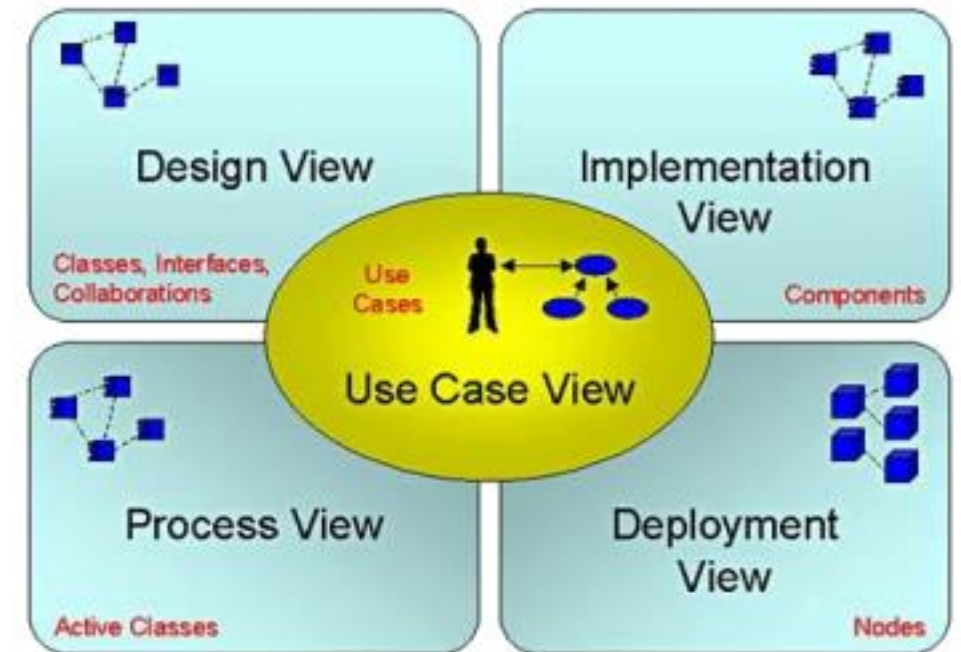 Design View
Classes, Interfaces,
Collaborations
Implementation
View
Components
Use
Cases
Use Case View
Process View
Active Classes
Deployment
View
Nodes